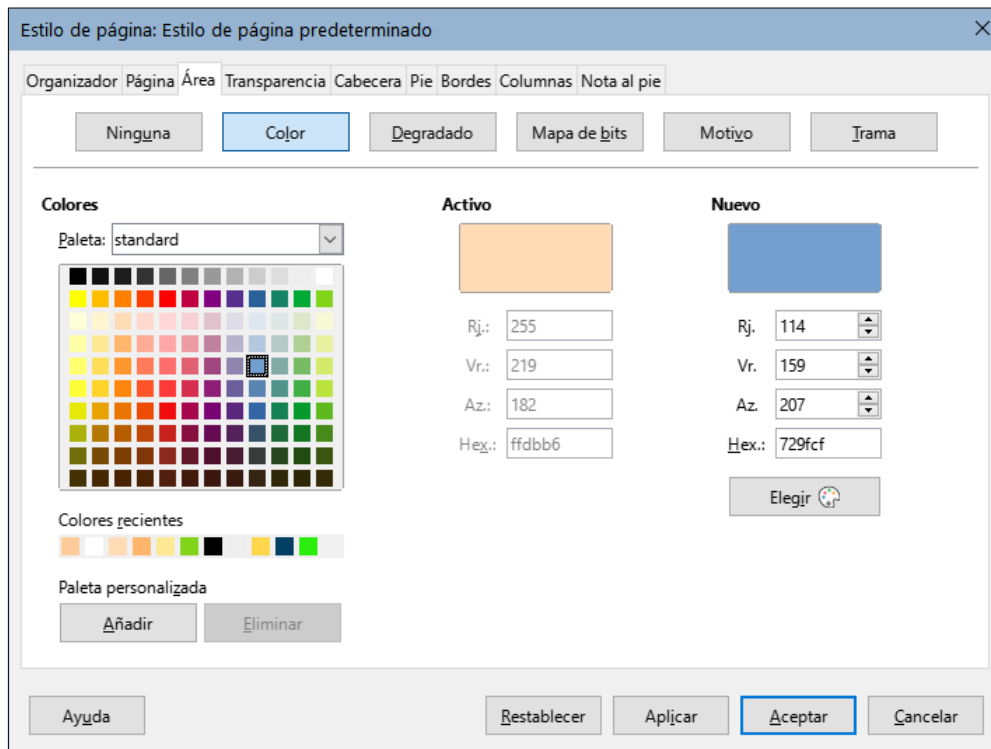 Estilo de página: Estilo de página predeterminado
Organizador Página Área Transparencia Cabecera Pie Bordes Columnas Nota al pie
Ninguna Color Degradado Mapa de bits Motivo Trama
Colores Activo Nuevo
Paleta: standard
Rj.: 255 Rj. 114
Vr.: 219 Vr. 159
Az.: 182 Az. 207
Hex.: ffdbb6 Hex.: 729fcf
Elegir
Colores recientes
Paleta personalizada
Añadir Eliminar
Ayuda Restablecer Aplicar Aceptar Cancelar